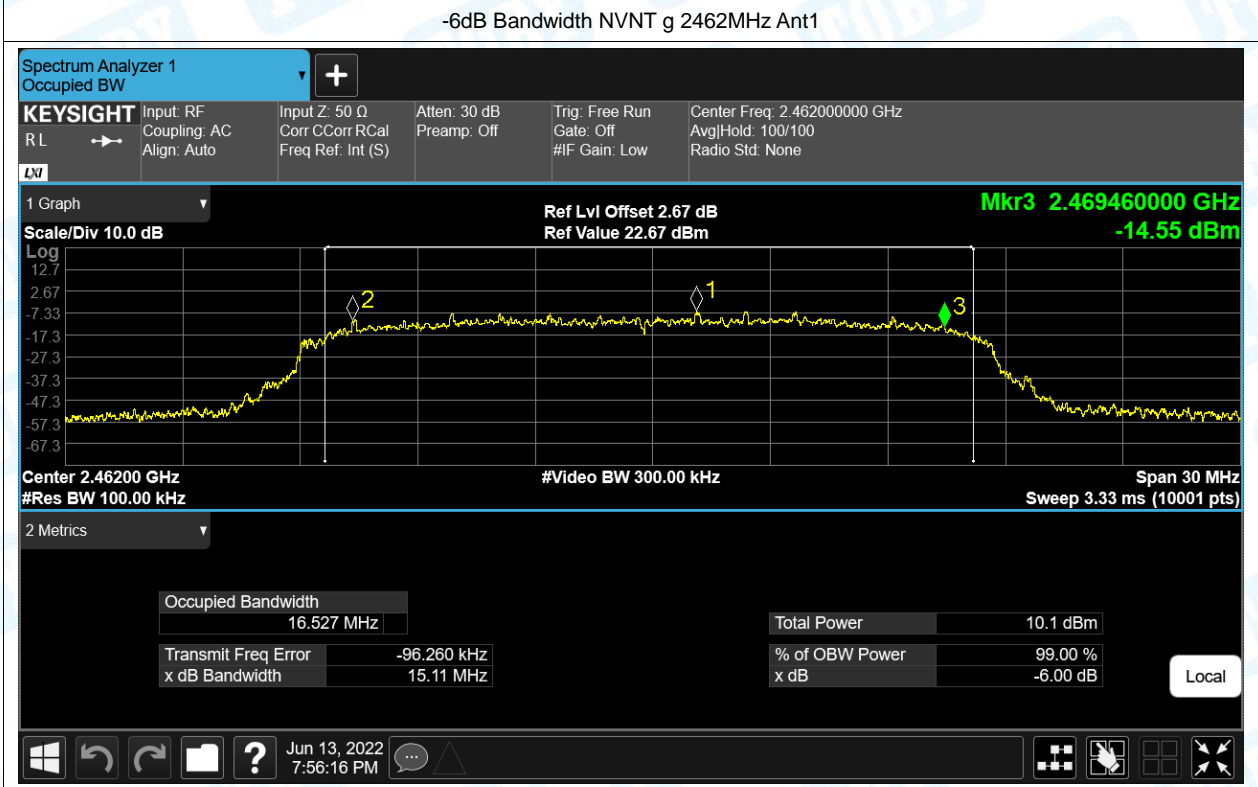 -6dB Bandwidth NVNT g 2462MHz Ant1
Spectrum Analyzer 1
Occupied BW
KEYSIGHT
R L
LXI
Input: RF
Coupling: AC
Align: Auto
Input Z: 50 Ω
Corr CCorr RCal
Freq Ref: Int (S)
Atten: 30 dB
Preamp: Off
Trig: Free Run
Gate: Off
#IF Gain: Low
Center Freq: 2.462000000 GHz
Avg|Hold: 100/100
Radio Std: None
1 Graph
Scale/Div 10.0 dB
Ref Lvl Offset 2.67 dB
Ref Value 22.67 dBm
Mkr3 2.469460000 GHz
-14.55 dBm
Log
12.7
2.67
-7.33
-17.3
-27.3
-37.3
-47.3
-57.3
-67.3
2
1
3
Center 2.46200 GHz
#Res BW 100.00 kHz
#Video BW 300.00 kHz
Span 30 MHz
Sweep 3.33 ms (10001 pts)
2 Metrics
Occupied Bandwidth
16.527 MHz
Transmit Freq Error -96.260 kHz
x dB Bandwidth 15.11 MHz
Total Power 10.1 dBm
% of OBW Power 99.00 %
x dB -6.00 dB
Local
?
Jun 13, 2022
7:56:16 PM